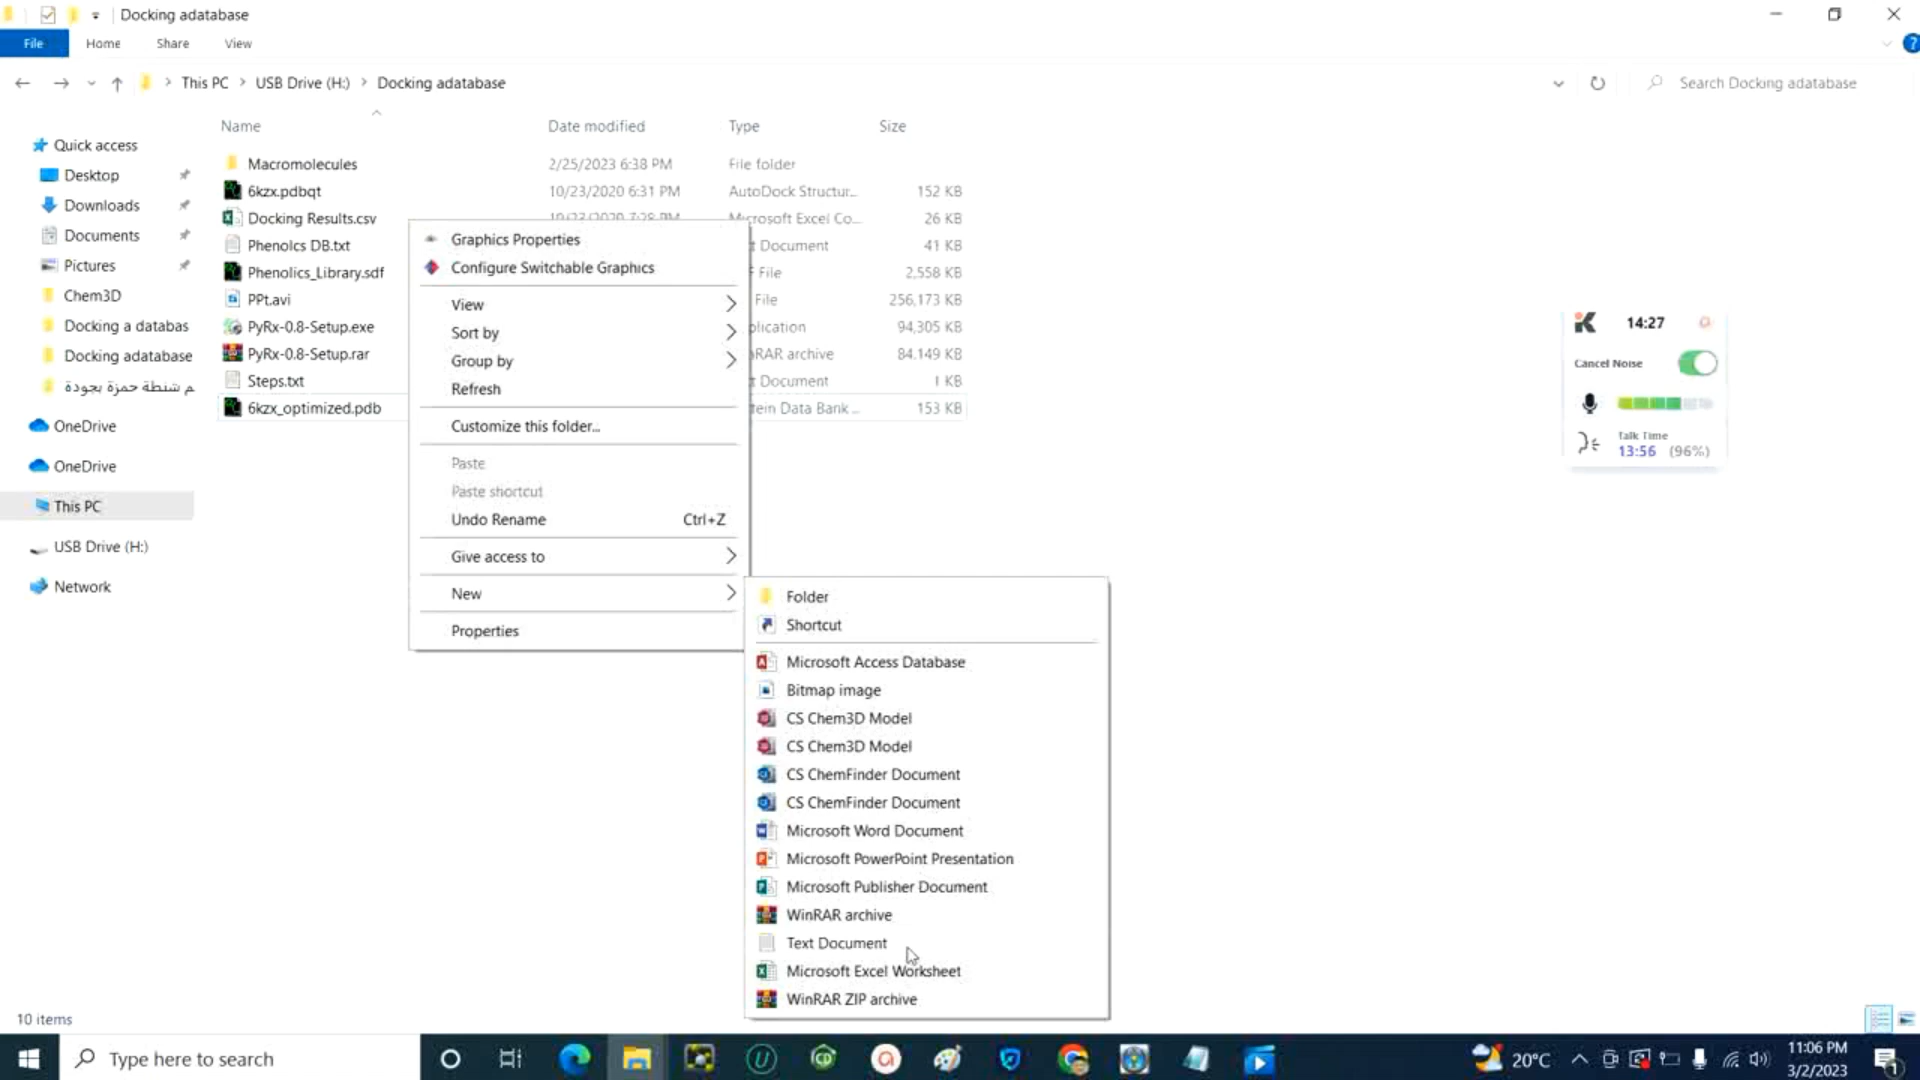 Docking adatabase
File Home Share View
This PC > USB Drive (H:) > Docking adatabase
Search Docking adatabase
Name Date modified Type Size
Quick access
Desktop
Downloads
Documents
Pictures
Chem3D
Docking a databas
Docking adatabase
م شنطة حمزة بجودة
OneDrive
OneDrive
This PC
USB Drive (H:)
Network
Macromolecules 2/25/2023 6:38 PM File folder
6kzx.pdbqt 10/23/2020 6:31 PM AutoDock Structur... 152 KB
Docking Results.csv 10/23/2020 7:28 PM Microsoft Excel Co... 26 KB
Phenolcs DB.txt t Document 41 KB
Phenolics_Library.sdf F File 2,558 KB
PPt.avi File 256,173 KB
PyRx-0.8-Setup.exe plication 94,305 KB
PyRx-0.8-Setup.rar RAR archive 84,149 KB
Steps.txt t Document 1 KB
6kzx_optimized.pdb tein Data Bank ... 153 KB
Graphics Properties
Configure Switchable Graphics
View
Sort by
Group by
Refresh
Customize this folder...
Paste
Paste shortcut
Undo Rename Ctrl+Z
Give access to
New
Properties
Folder
Shortcut
Microsoft Access Database
Bitmap image
CS Chem3D Model
CS Chem3D Model
CS ChemFinder Document
CS ChemFinder Document
Microsoft Word Document
Microsoft PowerPoint Presentation
Microsoft Publisher Document
WinRAR archive
Text Document
Microsoft Excel Worksheet
WinRAR ZIP archive
14:27
Cancel Noise
Talk Time
13:56 (96%)
10 items
Type here to search
20°C
11:06 PM
3/2/2023
1